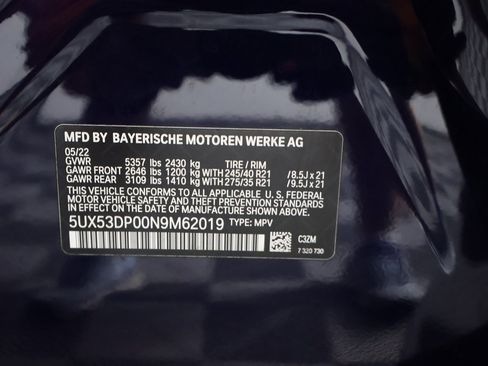 MFD BY BAYERISCHE MOTOREN WERKE AG
05/22
GVWR 5357 lbs 2430 kg TIRE / RIM
GAWR FRONT 2646 lbs 1200 kg 245/40 R21 /8.5J x 21
GAWR REAR 3109 lbs 1410 kg 275/35 R21 /9.5J x 21
THIS VEHICLE CONFORMS TO ALL APPLICABLE U. S. FEDERAL
MOTOR VEHICLE SAFETY, BUMPER, AND THEFT PREVENTION
STANDARDS IN EFFECT ON THE DATE OF MANUFACTURE SHOWN ABOVE.
5UX53DP00N9M62019 TYPE: MPV
C3ZM
7 320 730